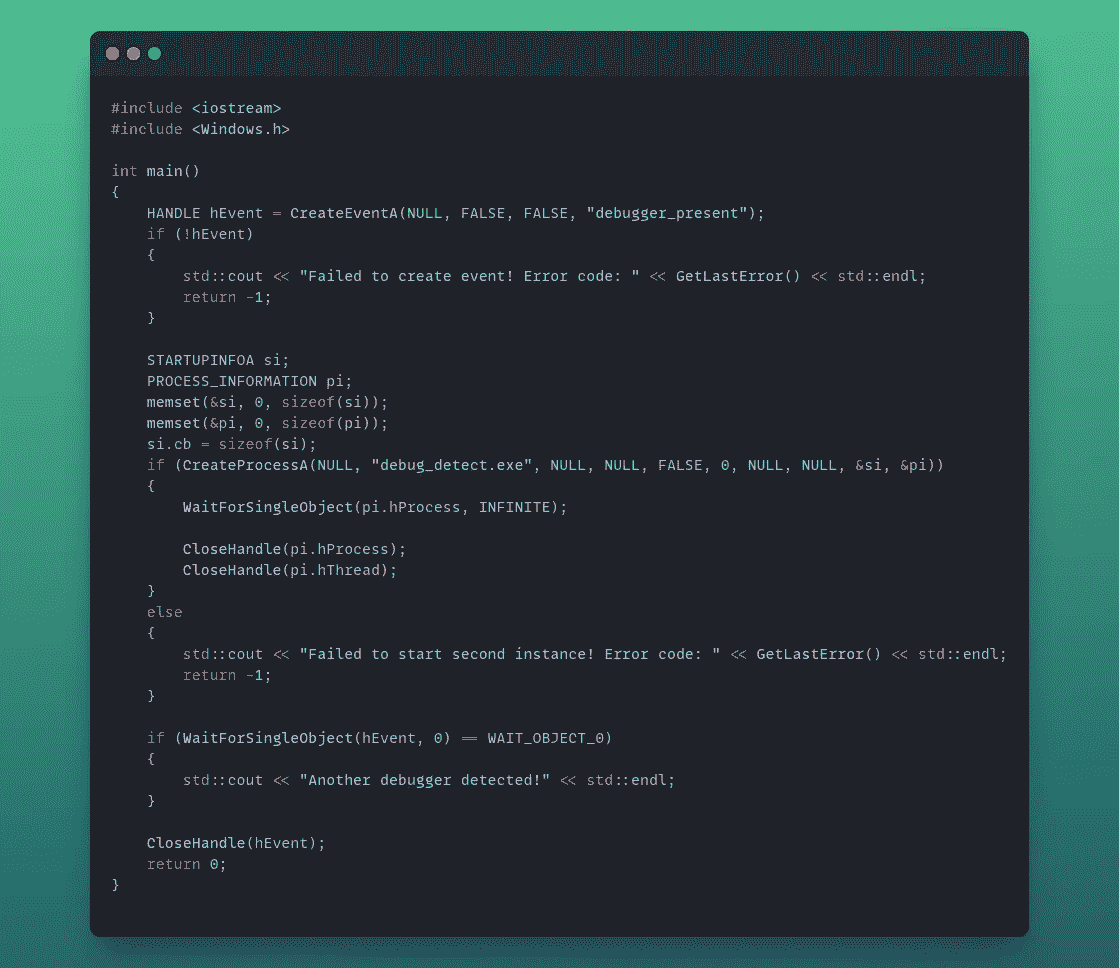 #include <iostream>
#include <Windows.h>
int main()
{
HANDLE hEvent = CreateEventA(NULL, FALSE, FALSE, "debugger_present");
if (!hEvent)
{
std::cout << "Failed to create event! Error code: " << GetLastError() << std::endl;
return -1;
}
STARTUPINFOA si;
PROCESS_INFORMATION pi;
memset(&si, 0, sizeof(si));
memset(&pi, 0, sizeof(pi));
si.cb = sizeof(si);
if (CreateProcessA(NULL, "debug_detect.exe", NULL, NULL, FALSE, 0, NULL, NULL, &si, &pi))
{
WaitForSingleObject(pi.hProcess, INFINITE);
CloseHandle(pi.hProcess);
CloseHandle(pi.hThread);
}
else
{
std::cout << "Failed to start second instance! Error code: " << GetLastError() << std::endl;
return -1;
}
if (WaitForSingleObject(hEvent, 0) == WAIT_OBJECT_0)
{
std::cout << "Another debugger detected!" << std::endl;
}
CloseHandle(hEvent);
return 0;
}